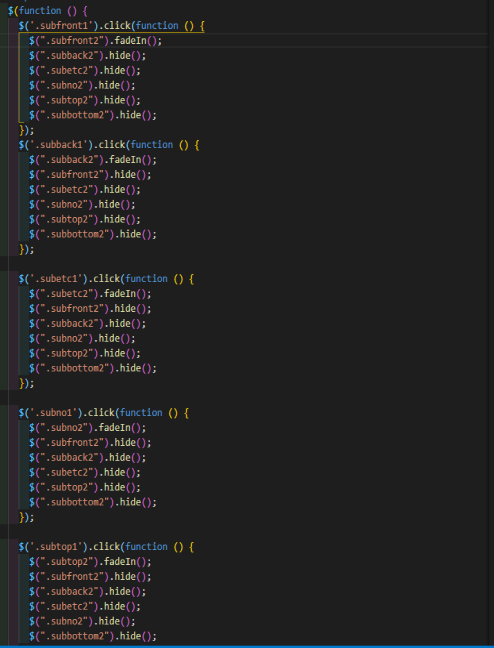 $(function () {
$('.subfront1').click(function () {
$(".subfront2").fadeIn();
$(".subback2").hide();
$(".subetc2").hide();
$(".subno2").hide();
$(".subtop2").hide();
$(".subbottom2").hide();
});
$('.subback1').click(function () {
$(".subback2").fadeIn();
$(".subfront2").hide();
$(".subetc2").hide();
$(".subno2").hide();
$(".subtop2").hide();
$(".subbottom2").hide();
});
$('.subetc1').click(function () {
$(".subetc2").fadeIn();
$(".subfront2").hide();
$(".subback2").hide();
$(".subno2").hide();
$(".subtop2").hide();
$(".subbottom2").hide();
});
$('.subno1').click(function () {
$(".subno2").fadeIn();
$(".subfront2").hide();
$(".subback2").hide();
$(".subetc2").hide();
$(".subtop2").hide();
$(".subbottom2").hide();
});
$('.subtop1').click(function () {
$(".subtop2").fadeIn();
$(".subfront2").hide();
$(".subback2").hide();
$(".subetc2").hide();
$(".subno2").hide();
$(".subbottom2").hide();